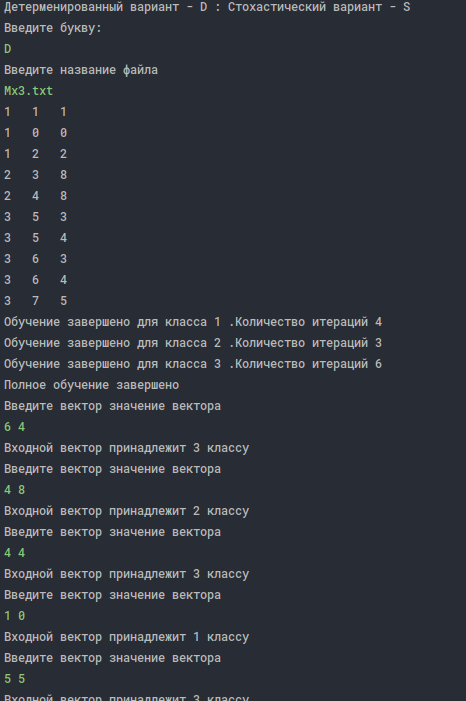 Детерменированный вариант - D : Стохастический вариант - S
Введите букву:
D
Введите название файла
Mx3.txt
1 1 1
1 0 0
1 2 2
2 3 8
2 4 8
3 5 3
3 5 4
3 6 3
3 6 4
3 7 5
Обучение завершено для класса 1 .Количество итераций 4
Обучение завершено для класса 2 .Количество итераций 3
Обучение завершено для класса 3 .Количество итераций 6
Полное обучение завершено
Введите вектор значение вектора
6 4
Входной вектор принадлежит 3 классу
Введите вектор значение вектора
4 8
Входной вектор принадлежит 2 классу
Введите вектор значение вектора
4 4
Входной вектор принадлежит 3 классу
Введите вектор значение вектора
1 0
Входной вектор принадлежит 1 классу
Введите вектор значение вектора
5 5
Входной вектор принадлежит 3 классу